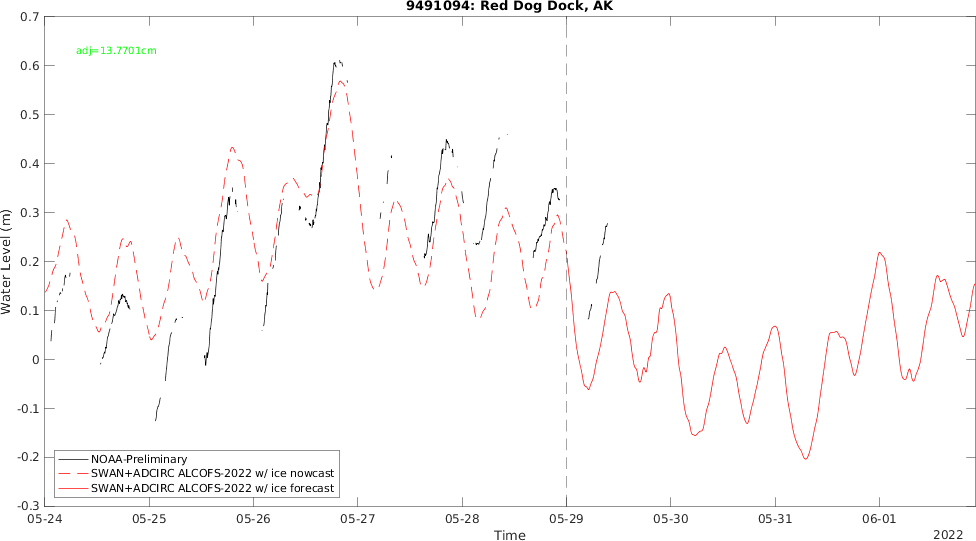 9491094: Red Dog Dock, AK
adj=13.7701cm
Water Level (m)
0.7
0.6
0.5
0.4
0.3
0.2
0.1
0
-0.1
-0.2
-0.3
NOAA-Preliminary
SWAN+ADCIRC ALCOFS-2022 w/ ice nowcast
SWAN+ADCIRC ALCOFS-2022 w/ ice forecast
05-24 05-25 05-26 05-27 05-28 05-29 05-30 05-31 06-01
Time
2022